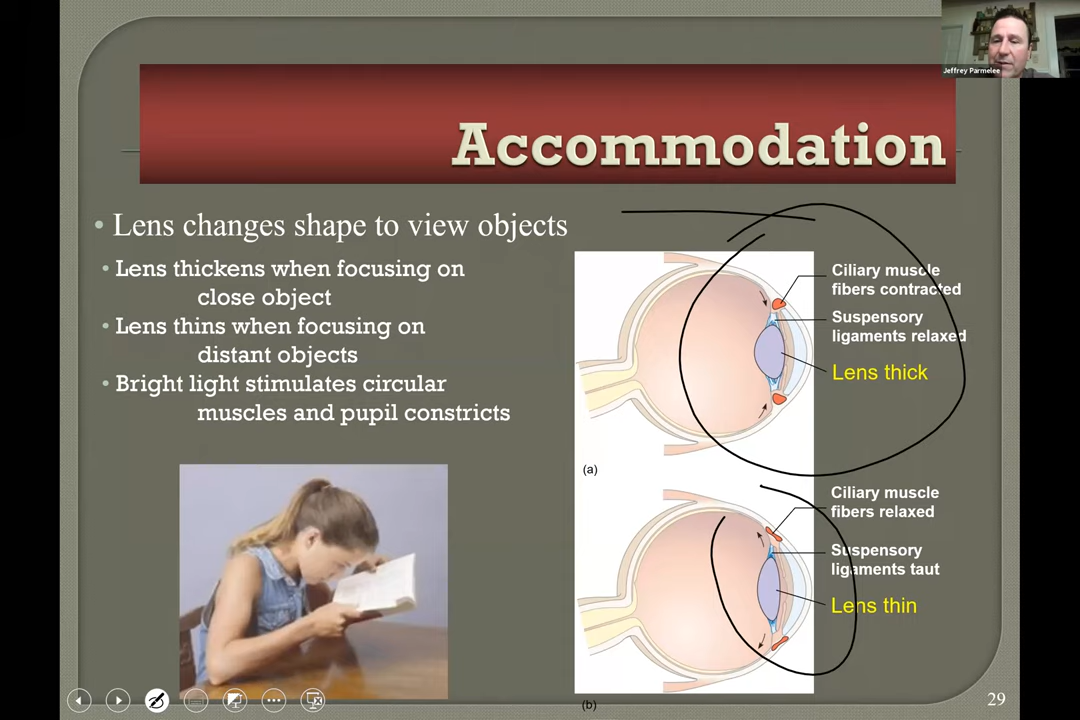 Jeffrey Parmelee
Accommodation
• Lens changes shape to view objects
• Lens thickens when focusing on
close object
• Lens thins when focusing on
distant objects
• Bright light stimulates circular
muscles and pupil constricts
Ciliary muscle
fibers contracted
Suspensory
ligaments relaxed
Lens thick
(a)
Ciliary muscle
fibers relaxed
Suspensory
ligaments taut
Lens thin
(b)
29